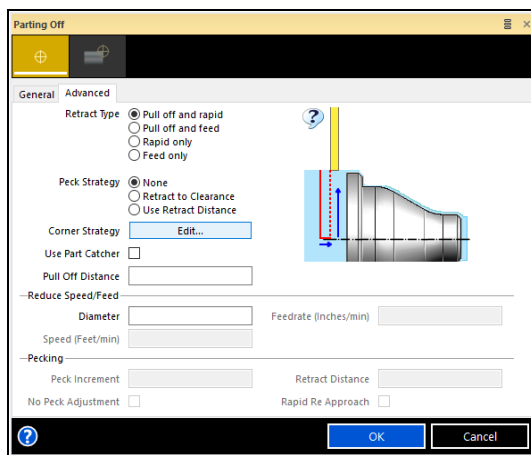 Parting Off
General Advanced
Retract Type Pull off and rapid
Pull off and feed
Rapid only
Feed only
Peck Strategy None
Retract to Clearance
Use Retract Distance
Corner Strategy Edit...
Use Part Catcher
Pull Off Distance
Reduce Speed/Feed
Diameter Feedrate (Inches/min)
Speed (Feet/min)
Pecking
Peck Increment Retract Distance
No Peck Adjustment Rapid Re Approach
? OK Cancel